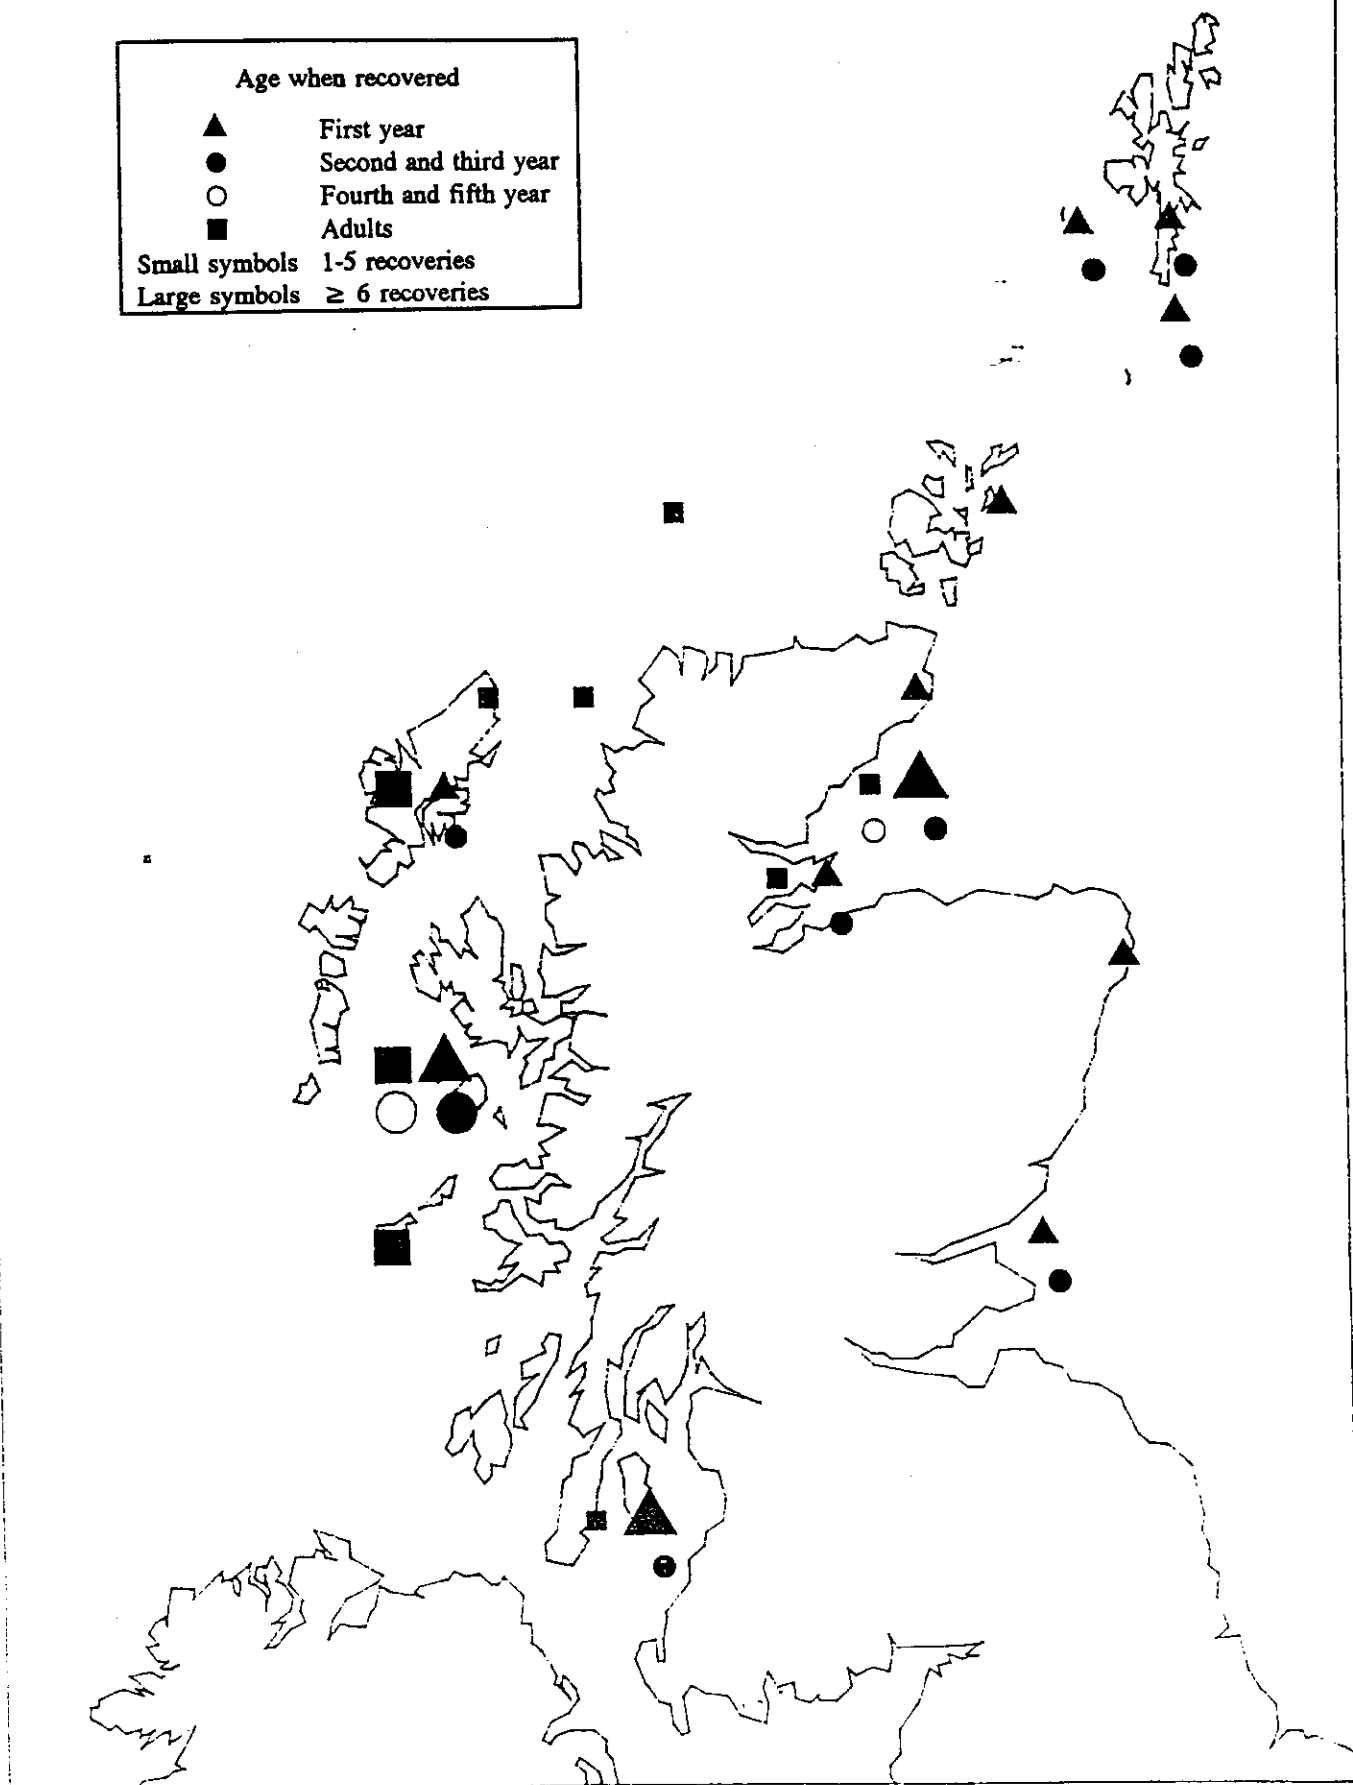 Age when recovered
First year
Second and third year
Fourth and fifth year
Adults
Small symbols 1-5 recoveries
Large symbols ≥ 6 recoveries